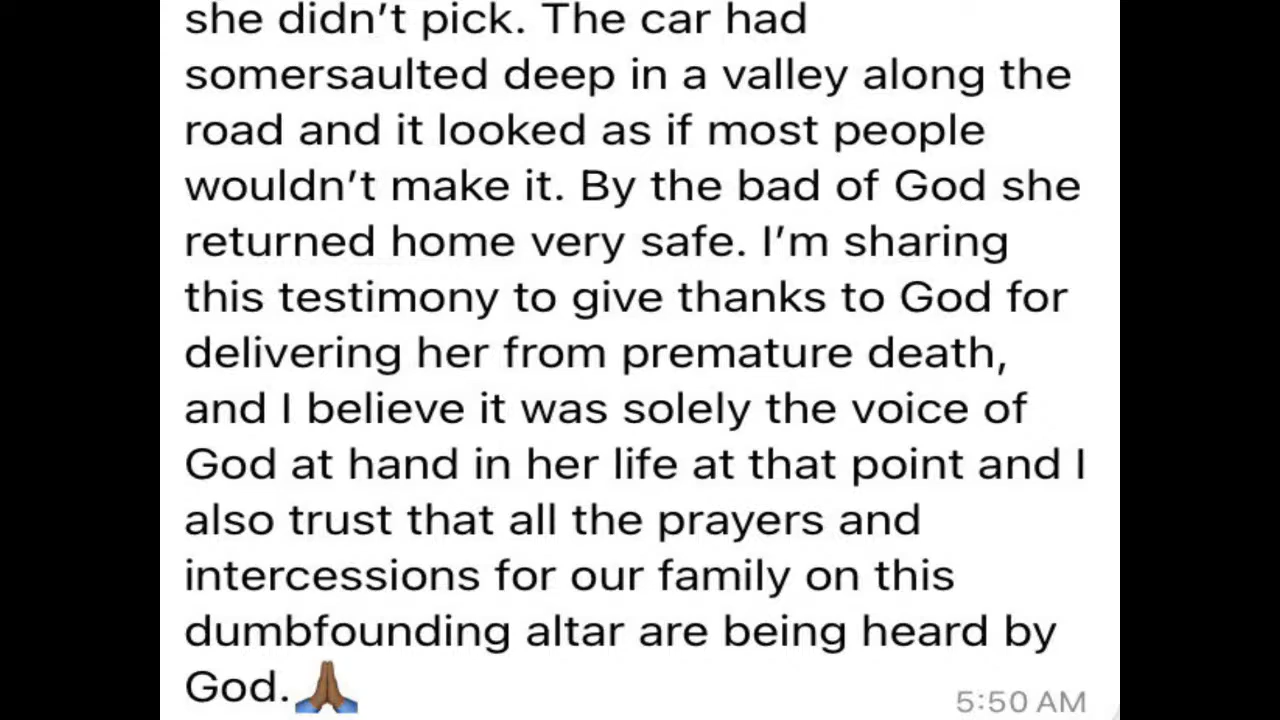 she didn’t pick. The car had
somersaulted deep in a valley along the
road and it looked as if most people
wouldn’t make it. By the bad of God she
returned home very safe. I’m sharing
this testimony to give thanks to God for
delivering her from premature death,
and I believe it was solely the voice of
God at hand in her life at that point and I
also trust that all the prayers and
intercessions for our family on this
dumbfounding altar are being heard by
God.🙏🏾
5:50 AM